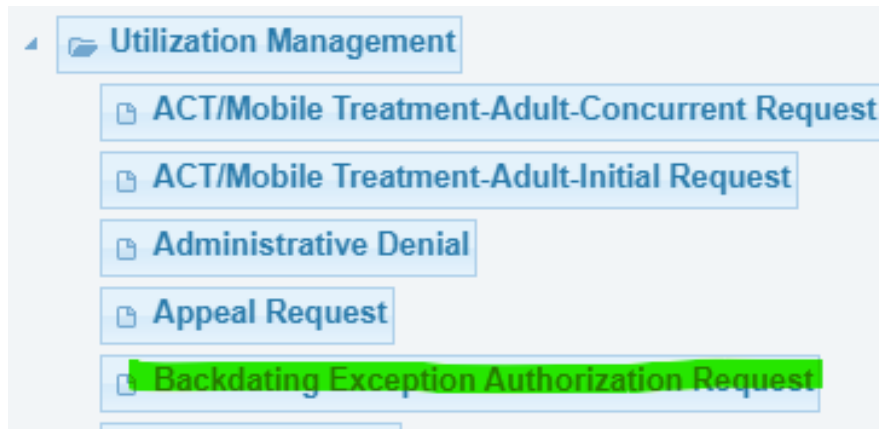 Utilization Management
ACT/Mobile Treatment-Adult-Concurrent Request
ACT/Mobile Treatment-Adult-Initial Request
Administrative Denial
Appeal Request
Backdating Exception Authorization Request